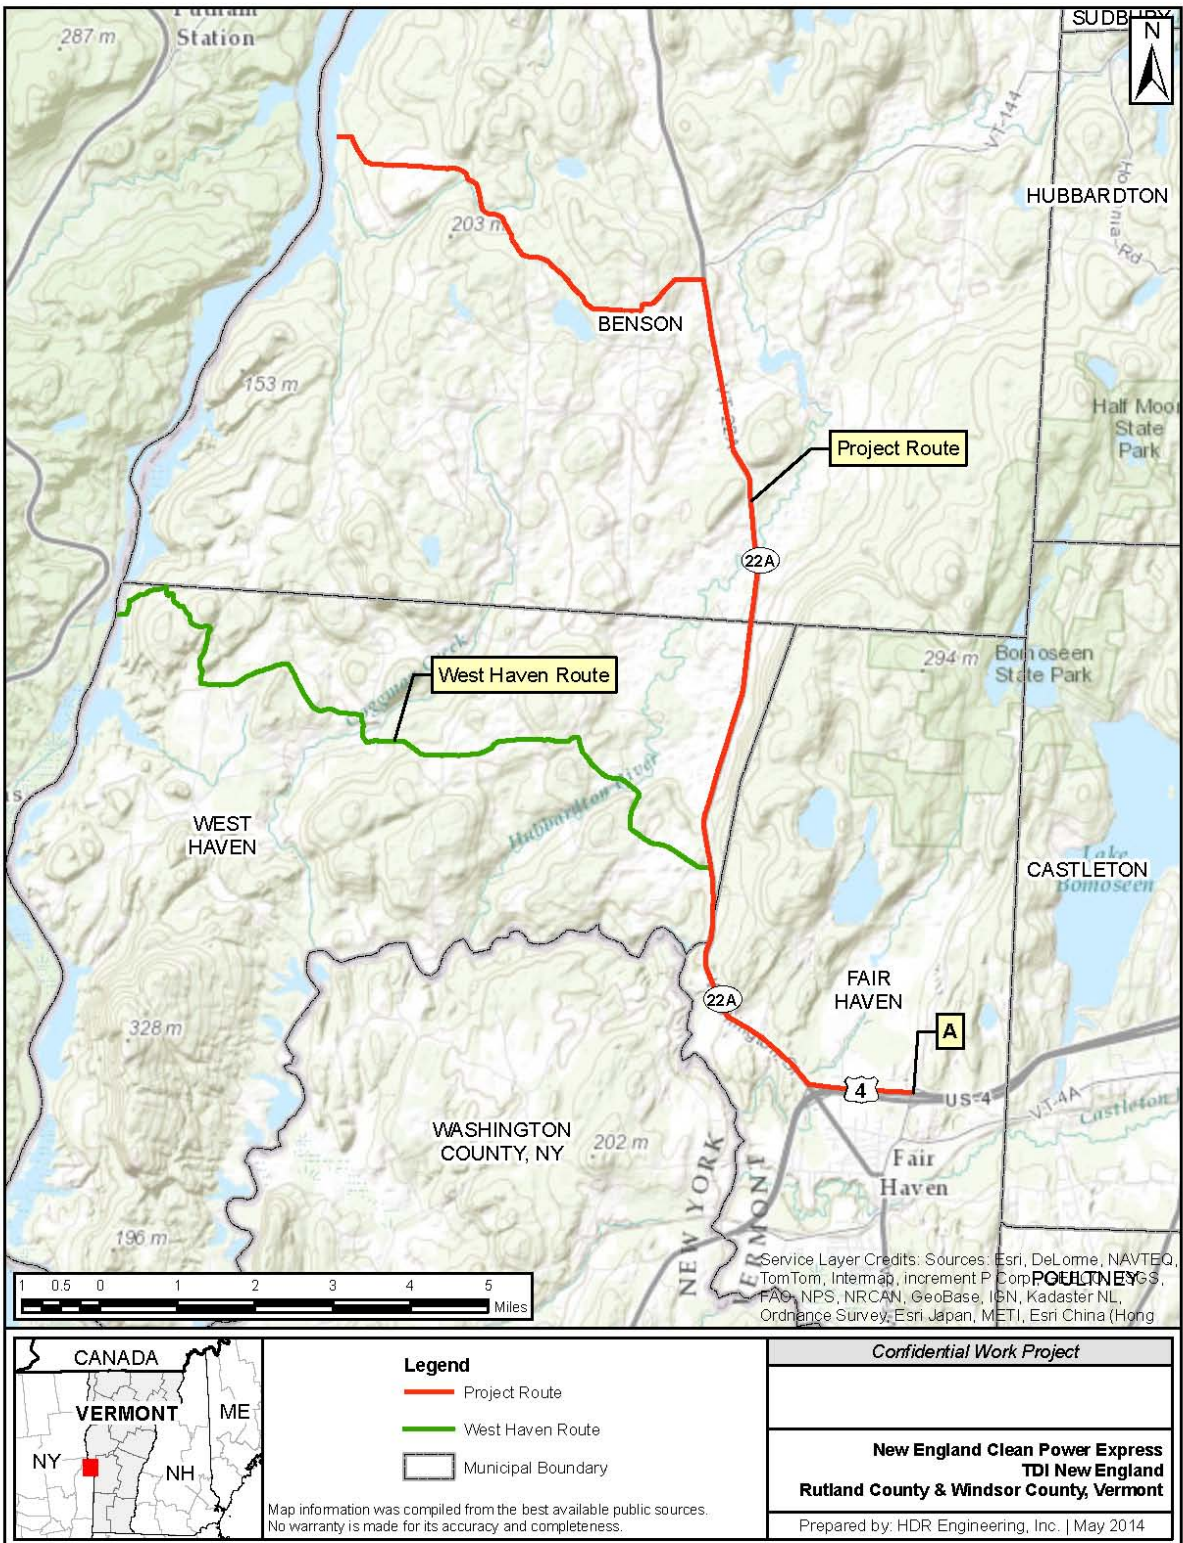 SUDBURY
N
Putnam
Station
287 m
VT-144
HUBBARDTON
Rd
203 m
BENSON
153 m
VT-22A
Half Moon
State
Park
Project Route
22A
294 m
Bomoseen
State Park
West Haven Route
Hubbardton River
WEST
HAVEN
CASTLETON
Lake
Bomoseen
FAIR
HAVEN
22A
328 m
A
4
US-4
VT-4A
Castleton
WASHINGTON
COUNTY, NY
202 m
NEW YORK
VERMONT
Fair
Haven
196 m
POULTNEY
Service Layer Credits: Sources: Esri, DeLorme, NAVTEQ,
TomTom, Intermap, increment P Corp., GEBCO, USGS,
FAO, NPS, NRCAN, GeoBase, IGN, Kadaster NL,
Ordnance Survey, Esri Japan, METI, Esri China (Hong
1 0.5 0 1 2 3 4 5
Miles
CANADA
VERMONT
ME
NY
NH
Legend
Project Route
West Haven Route
Municipal Boundary
Map information was compiled from the best available public sources.
No warranty is made for its accuracy and completeness.
Confidential Work Project
New England Clean Power Express
TDI New England
Rutland County & Windsor County, Vermont
Prepared by: HDR Engineering, Inc. | May 2014